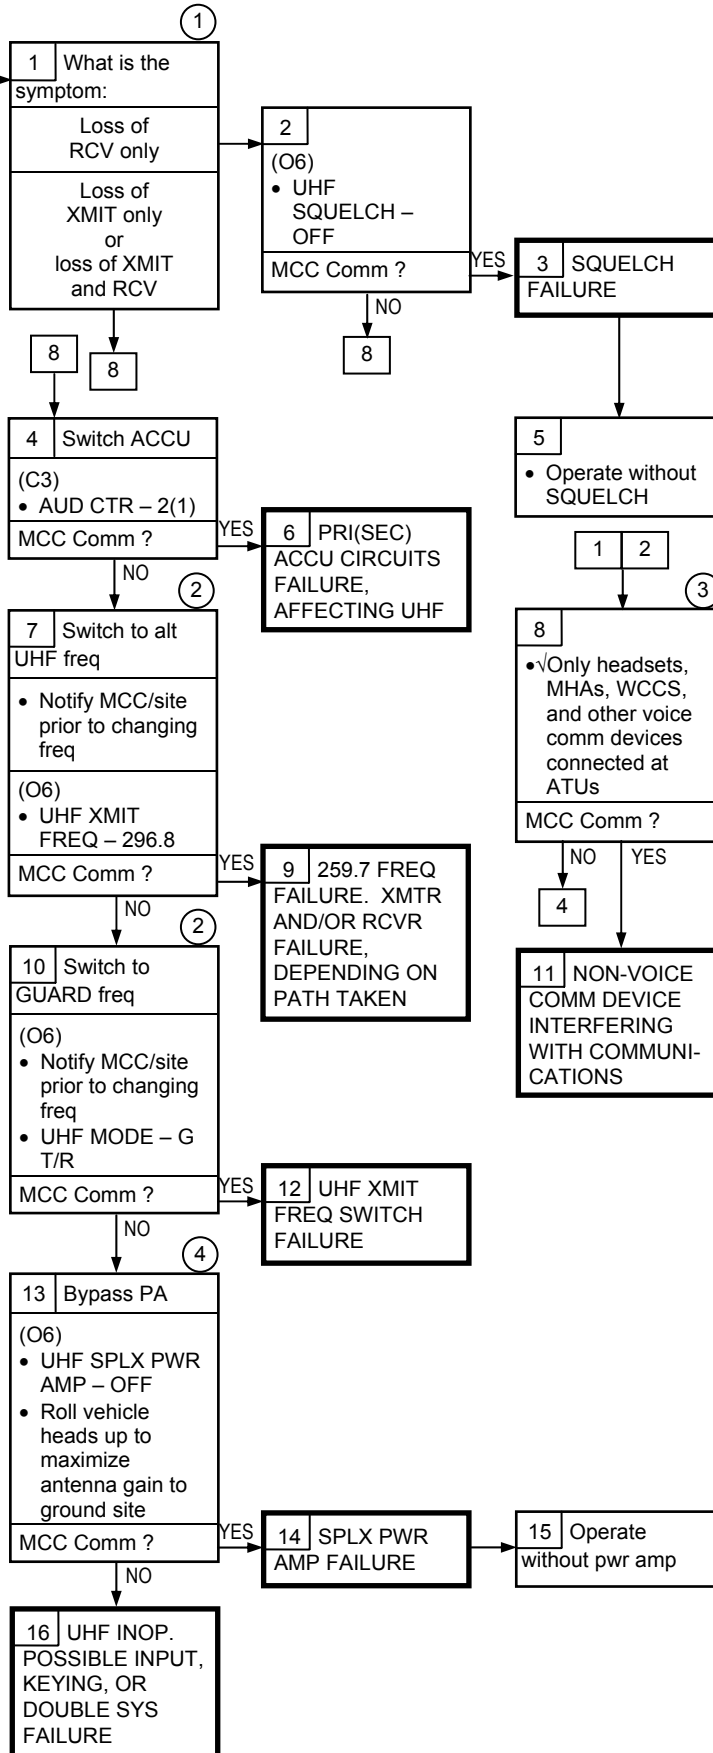 1
1 What is the
symptom:
Loss of
RCV only
Loss of
XMIT only
or
loss of XMIT
and RCV
2
(O6)
• UHF
SQUELCH –
OFF
MCC Comm ?
YES
NO
8
3 SQUELCH
FAILURE
8
8
4 Switch ACCU
(C3)
• AUD CTR – 2(1)
MCC Comm ?
YES
NO
5
• Operate without
SQUELCH
6 PRI(SEC)
ACCU CIRCUITS
FAILURE,
AFFECTING UHF
1 2
2
7 Switch to alt
UHF freq
• Notify MCC/site
prior to changing
freq
(O6)
• UHF XMIT
FREQ – 296.8
MCC Comm ?
YES
NO
3
8
•√Only headsets,
MHAs, WCCS,
and other voice
comm devices
connected at
ATUs
MCC Comm ?
NO YES
4
9 259.7 FREQ
FAILURE. XMTR
AND/OR RCVR
FAILURE,
DEPENDING ON
PATH TAKEN
2
10 Switch to
GUARD freq
(O6)
• Notify MCC/site
prior to changing
freq
• UHF MODE – G
T/R
MCC Comm ?
YES
NO
11 NON-VOICE
COMM DEVICE
INTERFERING
WITH COMMUNI-
CATIONS
12 UHF XMIT
FREQ SWITCH
FAILURE
4
13 Bypass PA
(O6)
• UHF SPLX PWR
AMP – OFF
• Roll vehicle
heads up to
maximize
antenna gain to
ground site
MCC Comm ?
YES
NO
14 SPLX PWR
AMP FAILURE
15 Operate
without pwr amp
16 UHF INOP.
POSSIBLE INPUT,
KEYING, OR
DOUBLE SYS
FAILURE